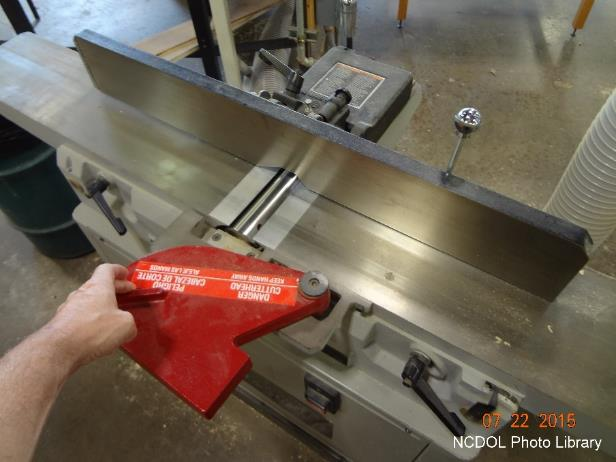 DANGER
CUTTERHEAD
KEEP HANDS AWAY
PELIGRO
CABEZAL DE CORTE
ALEJE LAS MANOS
07 22 2015
NCDOL Photo Library